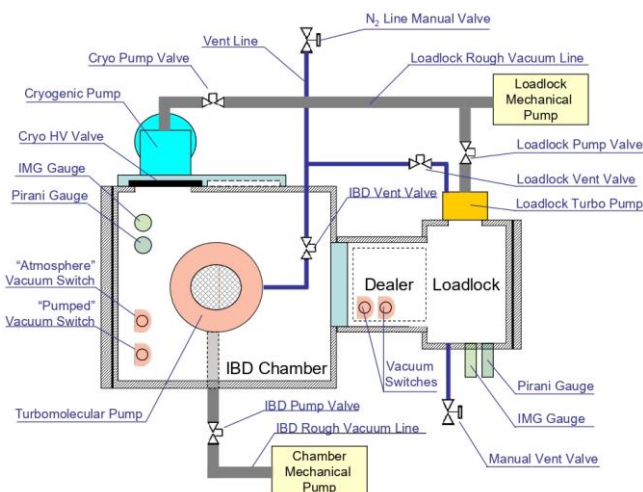 N₂ Line Manual Valve
Vent Line
Cryo Pump Valve
Loadlock Rough Vacuum Line
Cryogenic Pump
Loadlock
Mechanical
Pump
Cryo HV Valve
Loadlock Pump Valve
IMG Gauge
Loadlock Vent Valve
Pirani Gauge
IBD Vent Valve
Loadlock Turbo Pump
Dealer
Loadlock
"Atmosphere"
Vacuum Switch
"Pumped"
Vacuum Switch
IBD Chamber
Vacuum
Switches
Pirani Gauge
Turbomolecular Pump
IMG Gauge
IBD Pump Valve
IBD Rough Vacuum Line
Manual Vent Valve
Chamber
Mechanical
Pump